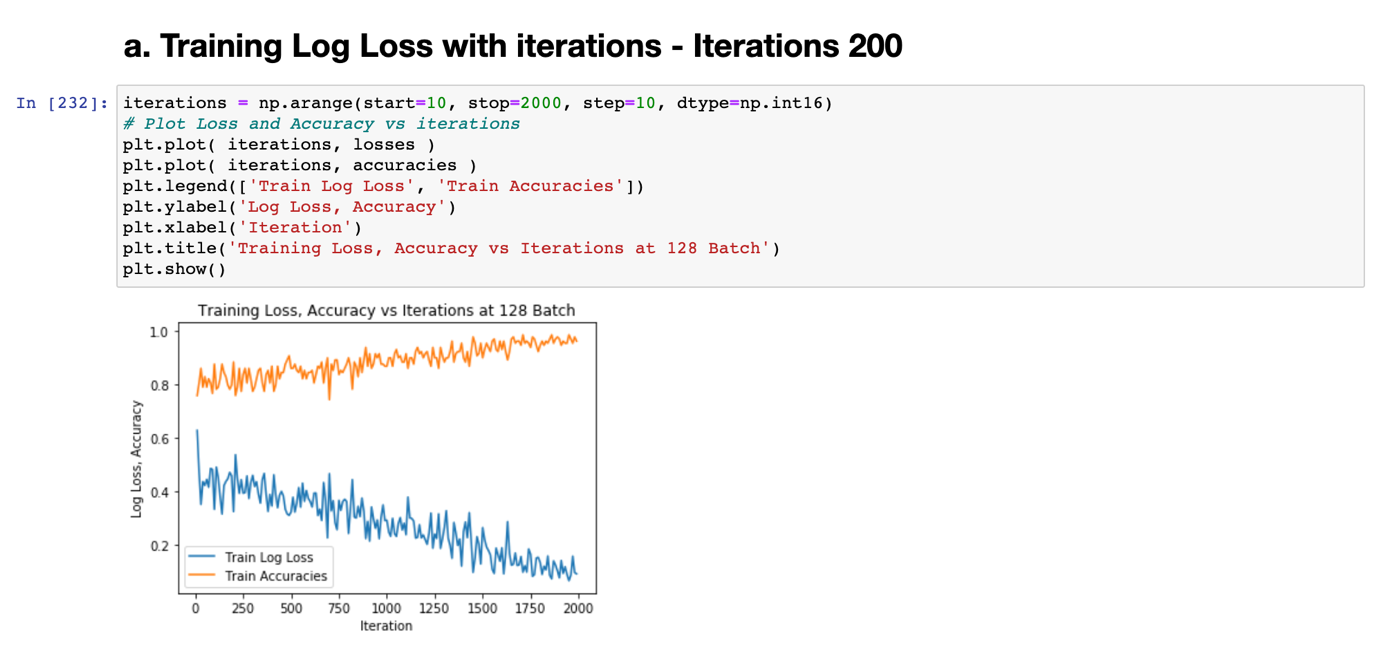 a. Training Log Loss with iterations - Iterations 200
In [232]: iterations = np.arange(start=10, stop=2000, step=10, dtype=np.int16)
# Plot Loss and Accuracy vs iterations
plt.plot( iterations, losses )
plt.plot( iterations, accuracies )
plt.legend(['Train Log Loss', 'Train Accuracies'])
plt.ylabel('Log Loss, Accuracy')
plt.xlabel('Iteration')
plt.title('Training Loss, Accuracy vs Iterations at 128 Batch')
plt.show()
Training Loss, Accuracy vs Iterations at 128 Batch
Log Loss, Accuracy
1.0
0.8
0.6
0.4
0.2
Train Log Loss
Train Accuracies
0 250 500 750 1000 1250 1500 1750 2000
Iteration